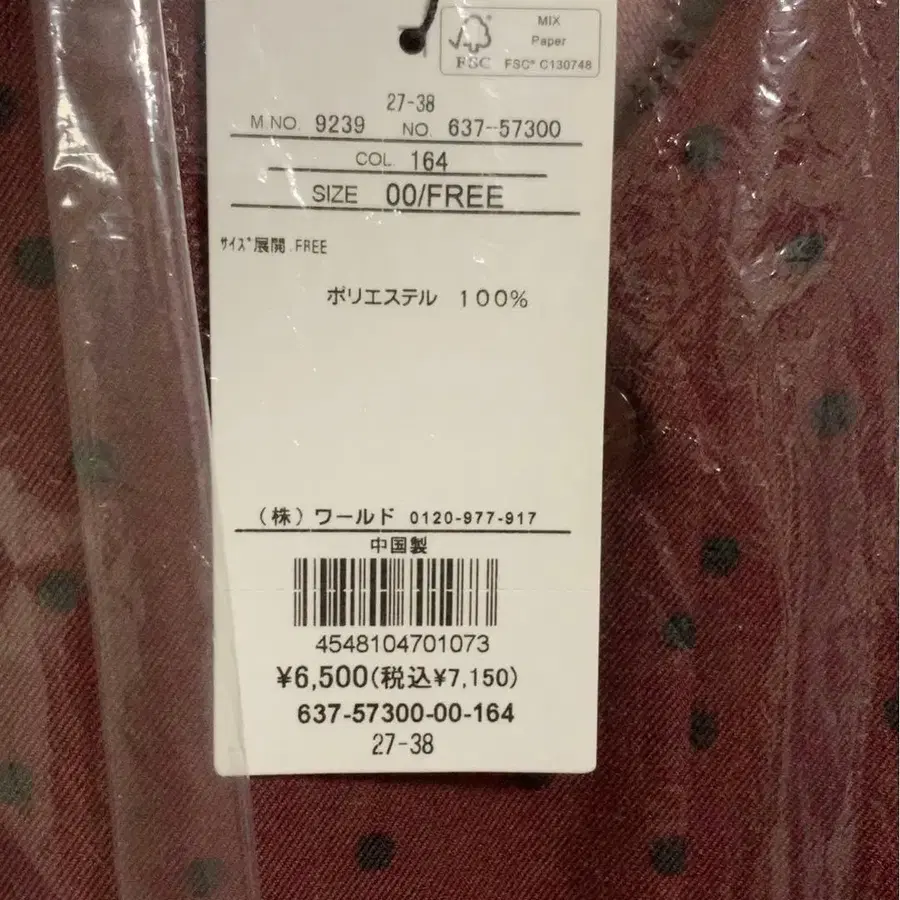 MIX
Paper
FSC FSC® C130748
27-38
M NO. 9239 NO. 637-57300
COL. 164
SIZE 00/FREE
ｻｲｽﾞ展開.FREE
ポリエステル 100%
(株)ワールド 0120-977-917
中国製
4548104701073
¥6,500(税込¥7,150)
637-57300-00-164
27-38